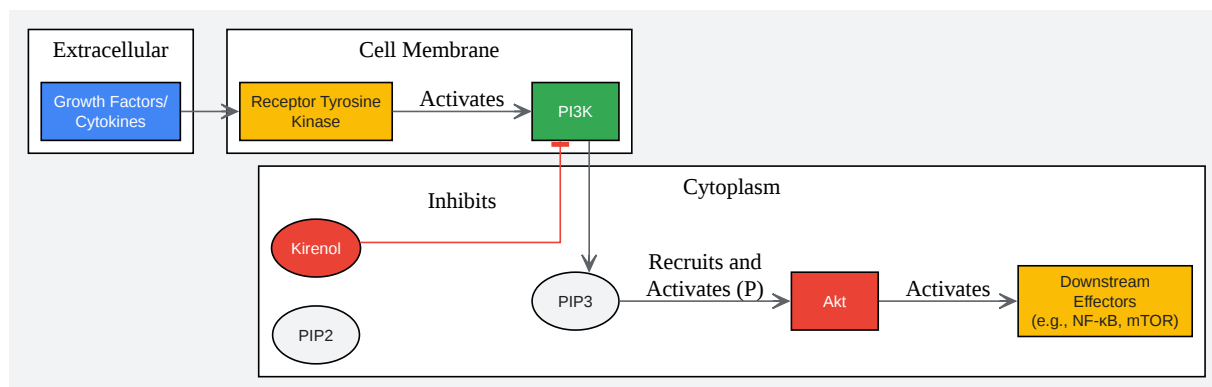 Extracellular
Growth Factors/
Cytokines
Cell Membrane
Receptor Tyrosine
Kinase
Activates
PI3K
Cytoplasm
Inhibits
Kirenol
PIP2
PIP3
Recruits and
Activates (P)
Akt
Activates
Downstream
Effectors
(e.g., NF-κB, mTOR)